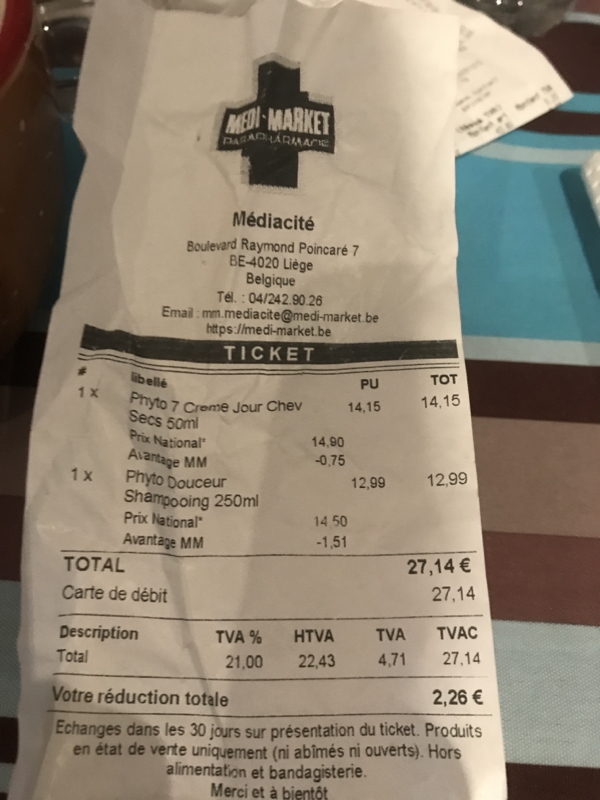 MEDI-MARKET
PARAPHARMACIE
Médiacité
Boulevard Raymond Poincaré 7
BE-4020 Liège
Belgique
Tél. : 04/242.90.26
Email : mm.mediacite@medi-market.be
https://medi-market.be
TICKET
# libellé PU TOT
1 x Phyto 7 Creme Jour Chev 14,15 14,15
Secs 50ml
Prix National* 14,90
Avantage MM -0,75
1 x Phyto Douceur 12,99 12,99
Shampooing 250ml
Prix National* 14,50
Avantage MM -1,51
TOTAL 27,14 €
Carte de débit 27,14
Description TVA % HTVA TVA TVAC
Total 21,00 22,43 4,71 27,14
Votre réduction totale 2,26 €
Echanges dans les 30 jours sur présentation du ticket. Produits
en état de vente uniquement (ni abîmés ni ouverts). Hors
alimentation et bandagisterie.
Merci et à bientôt